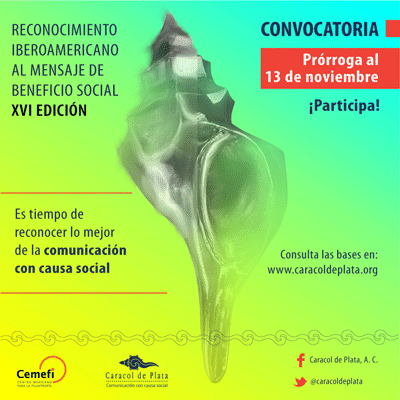 RECONOCIMIENTO
IBEROAMERICANO
AL MENSAJE DE
BENEFICIO SOCIAL
XVI EDICIÓN
CONVOCATORIA
Prórroga al
13 de noviembre
¡Participa!
Es tiempo de
reconocer lo mejor
de la comunicación
con causa social
Consulta las bases en:
www.caracoldeplata.org
Cemefi
CENTRO MEXICANO
PARA LA FILANTROPÍA
Caracol de Plata
Comunicación con causa social
Caracol de Plata, A. C.
@caracoldeplata